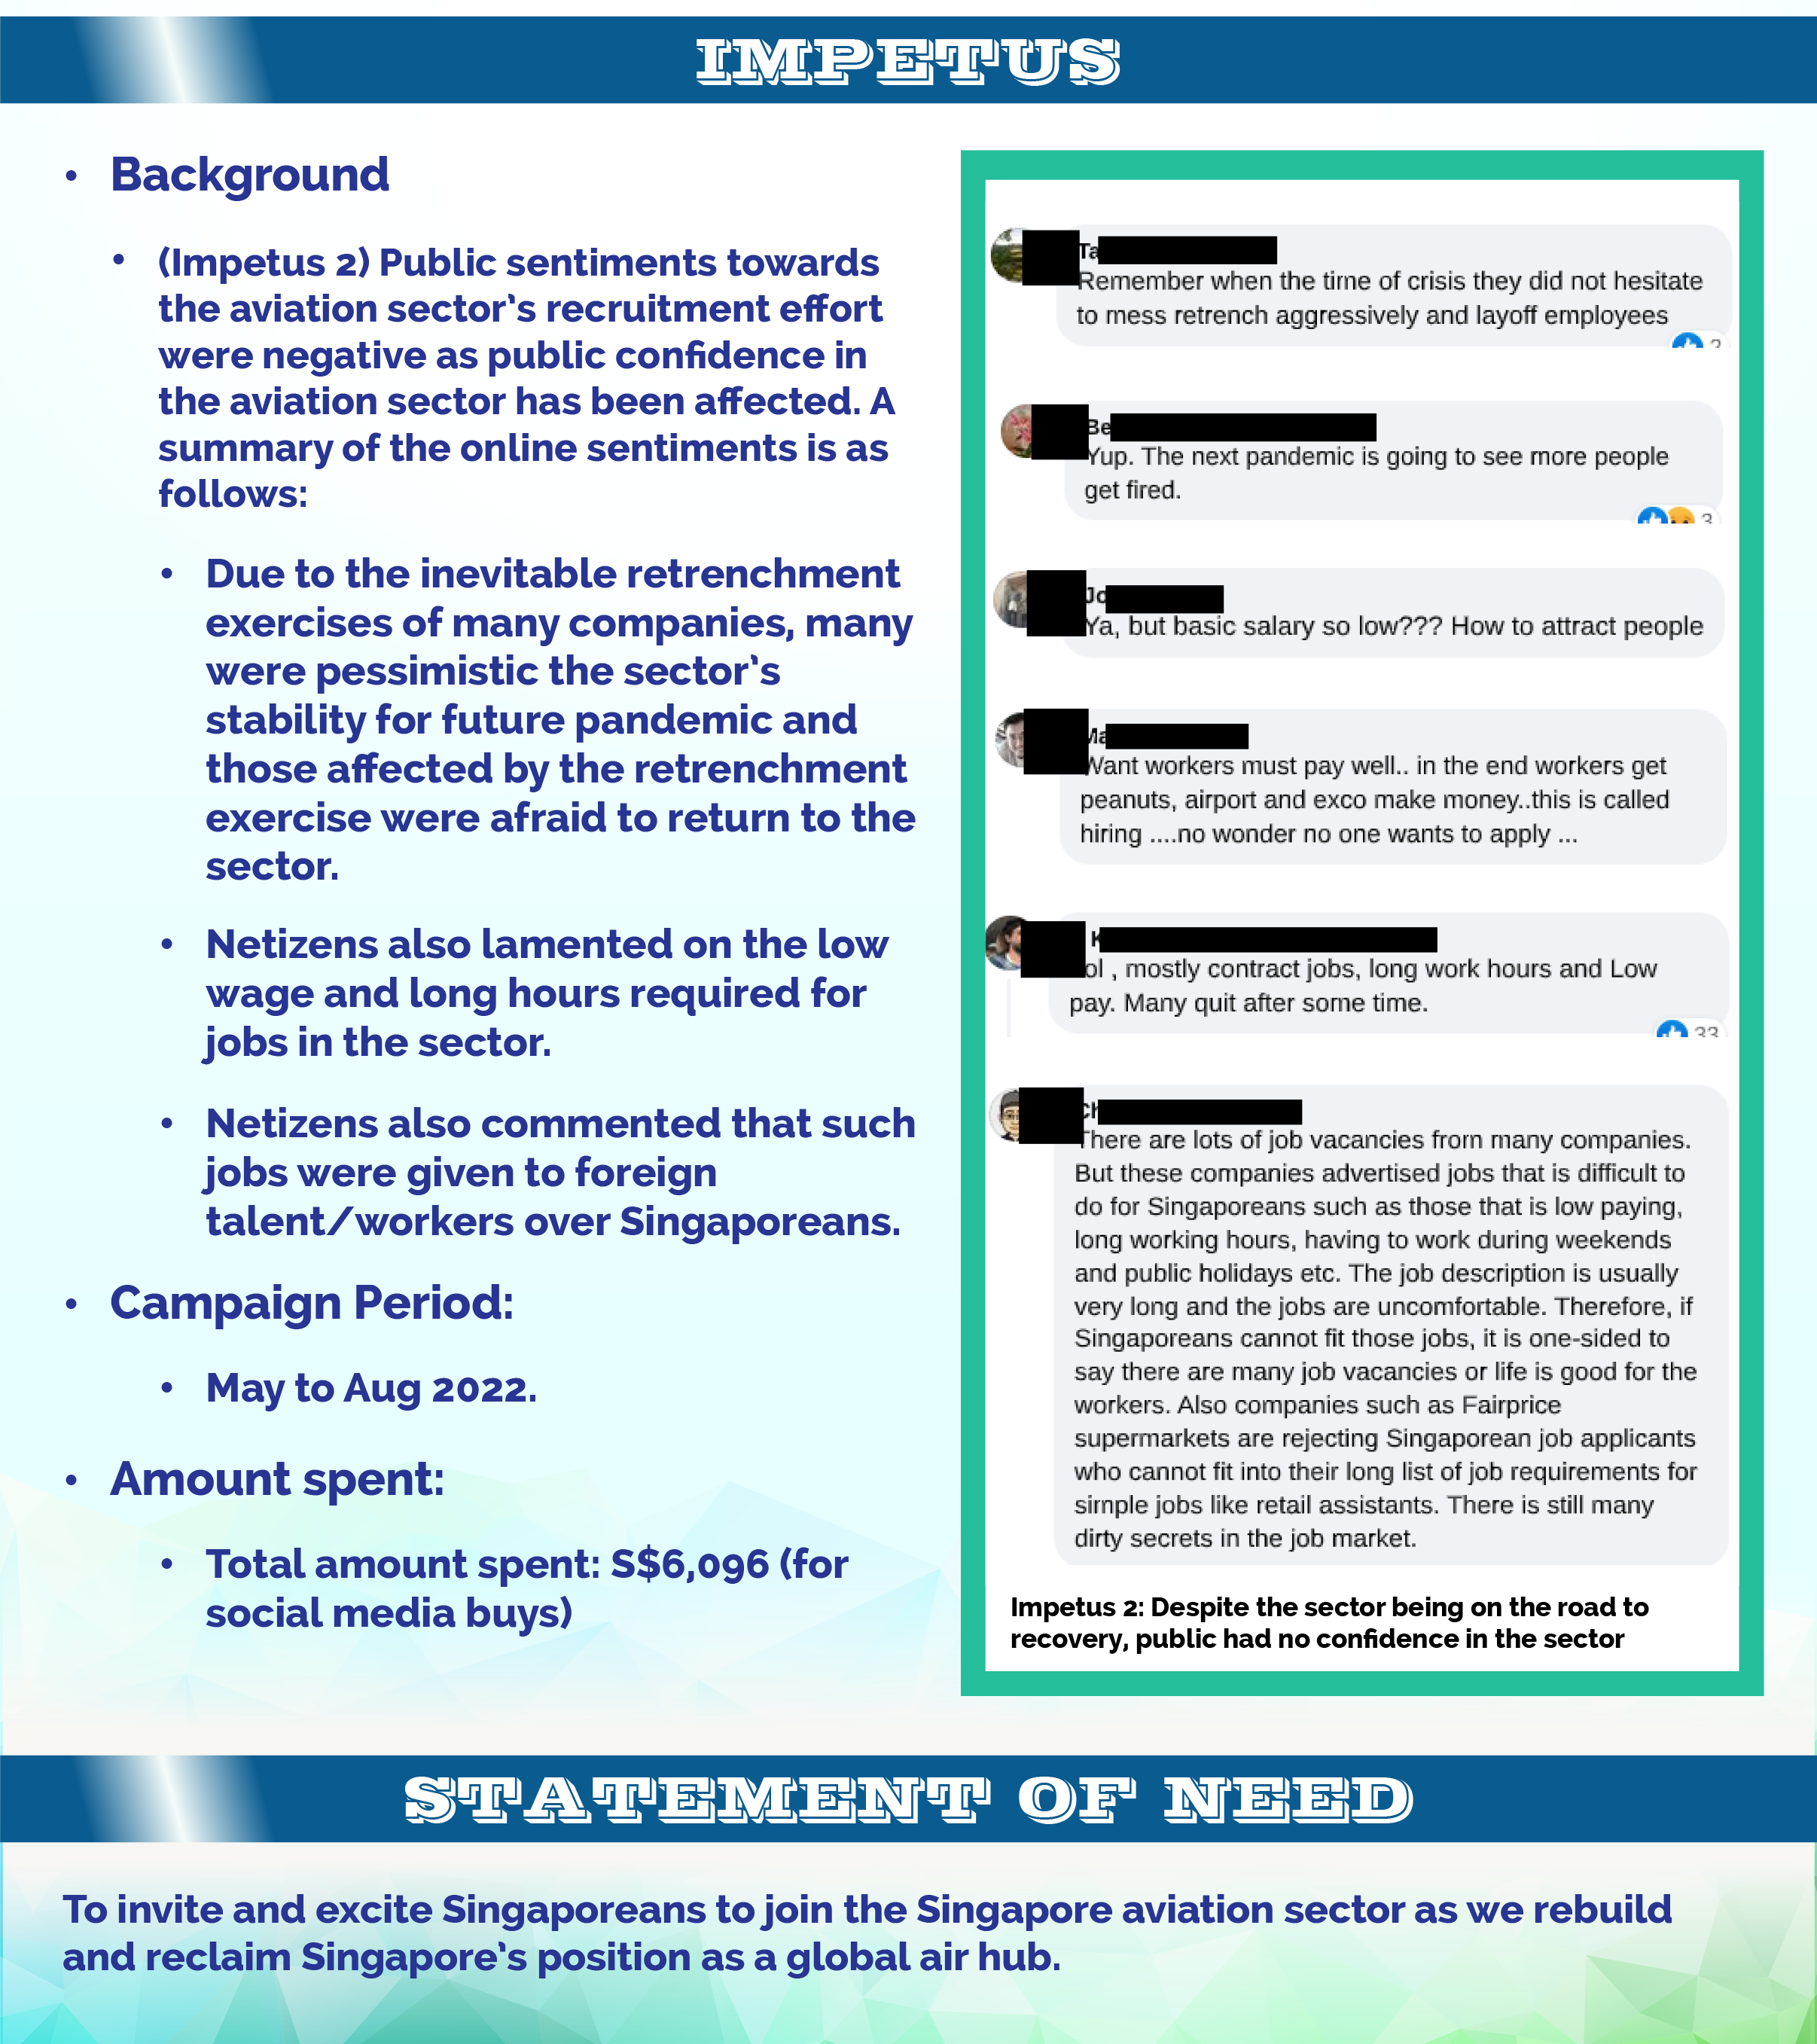 IMPETUS
• Background
• (Impetus 2) Public sentiments towards
the aviation sector's recruitment effort
were negative as public confidence in
the aviation sector has been affected. A
summary of the online sentiments is as
follows:
• Due to the inevitable retrenchment
exercises of many companies, many
were pessimistic the sector's
stability for future pandemic and
those affected by the retrenchment
exercise were afraid to return to the
sector.
• Netizens also lamented on the low
wage and long hours required for
jobs in the sector.
• Netizens also commented that such
jobs were given to foreign
talent/workers over Singaporeans.
• Campaign Period:
• May to Aug 2022.
• Amount spent:
• Total amount spent: S$6,096 (for
social media buys)
Ta
Remember when the time of crisis they did not hesitate
to mess retrench aggressively and layoff employees
2
Be
Yup. The next pandemic is going to see more people
get fired.
3
Jo
Ya, but basic salary so low??? How to attract people
Ma
Want workers must pay well.. in the end workers get
peanuts, airport and exco make money..this is called
hiring ....no wonder no one wants to apply ...
K
ol , mostly contract jobs, long work hours and Low
pay. Many quit after some time.
33
Ch
There are lots of job vacancies from many companies.
But these companies advertised jobs that is difficult to
do for Singaporeans such as those that is low paying,
long working hours, having to work during weekends
and public holidays etc. The job description is usually
very long and the jobs are uncomfortable. Therefore, if
Singaporeans cannot fit those jobs, it is one-sided to
say there are many job vacancies or life is good for the
workers. Also companies such as Fairprice
supermarkets are rejecting Singaporean job applicants
who cannot fit into their long list of job requirements for
simple jobs like retail assistants. There is still many
dirty secrets in the job market.
Impetus 2: Despite the sector being on the road to
recovery, public had no confidence in the sector
STATEMENT OF NEED
To invite and excite Singaporeans to join the Singapore aviation sector as we rebuild
and reclaim Singapore's position as a global air hub.